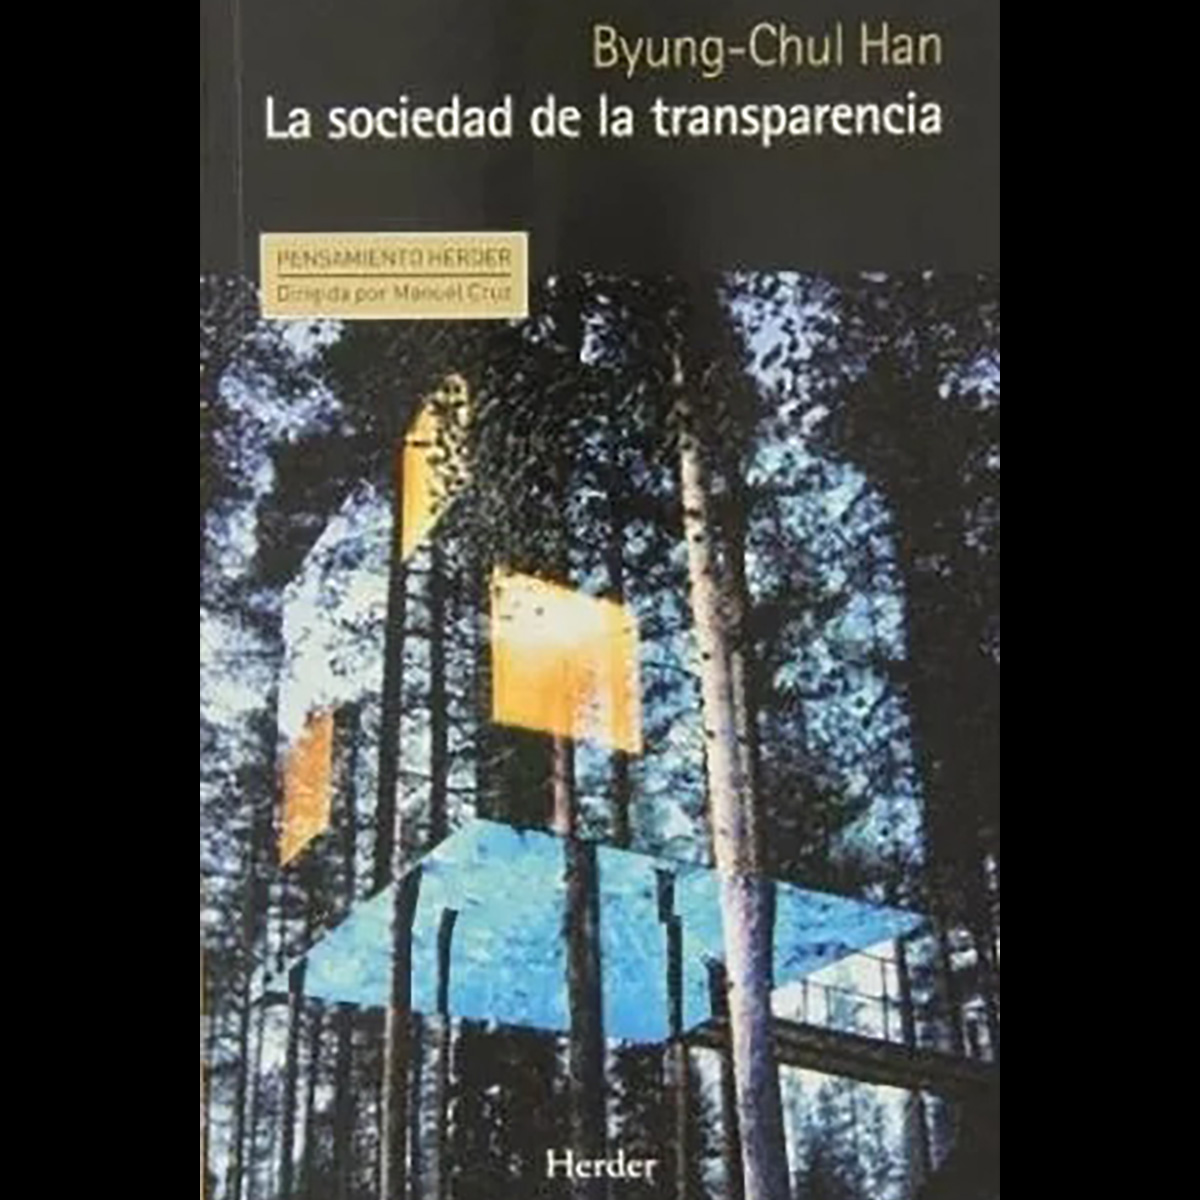 Byung-Chul Han
La sociedad de la transparencia
PENSAMIENTO HERDER
Dirigida por Manuel Cruz
Herder